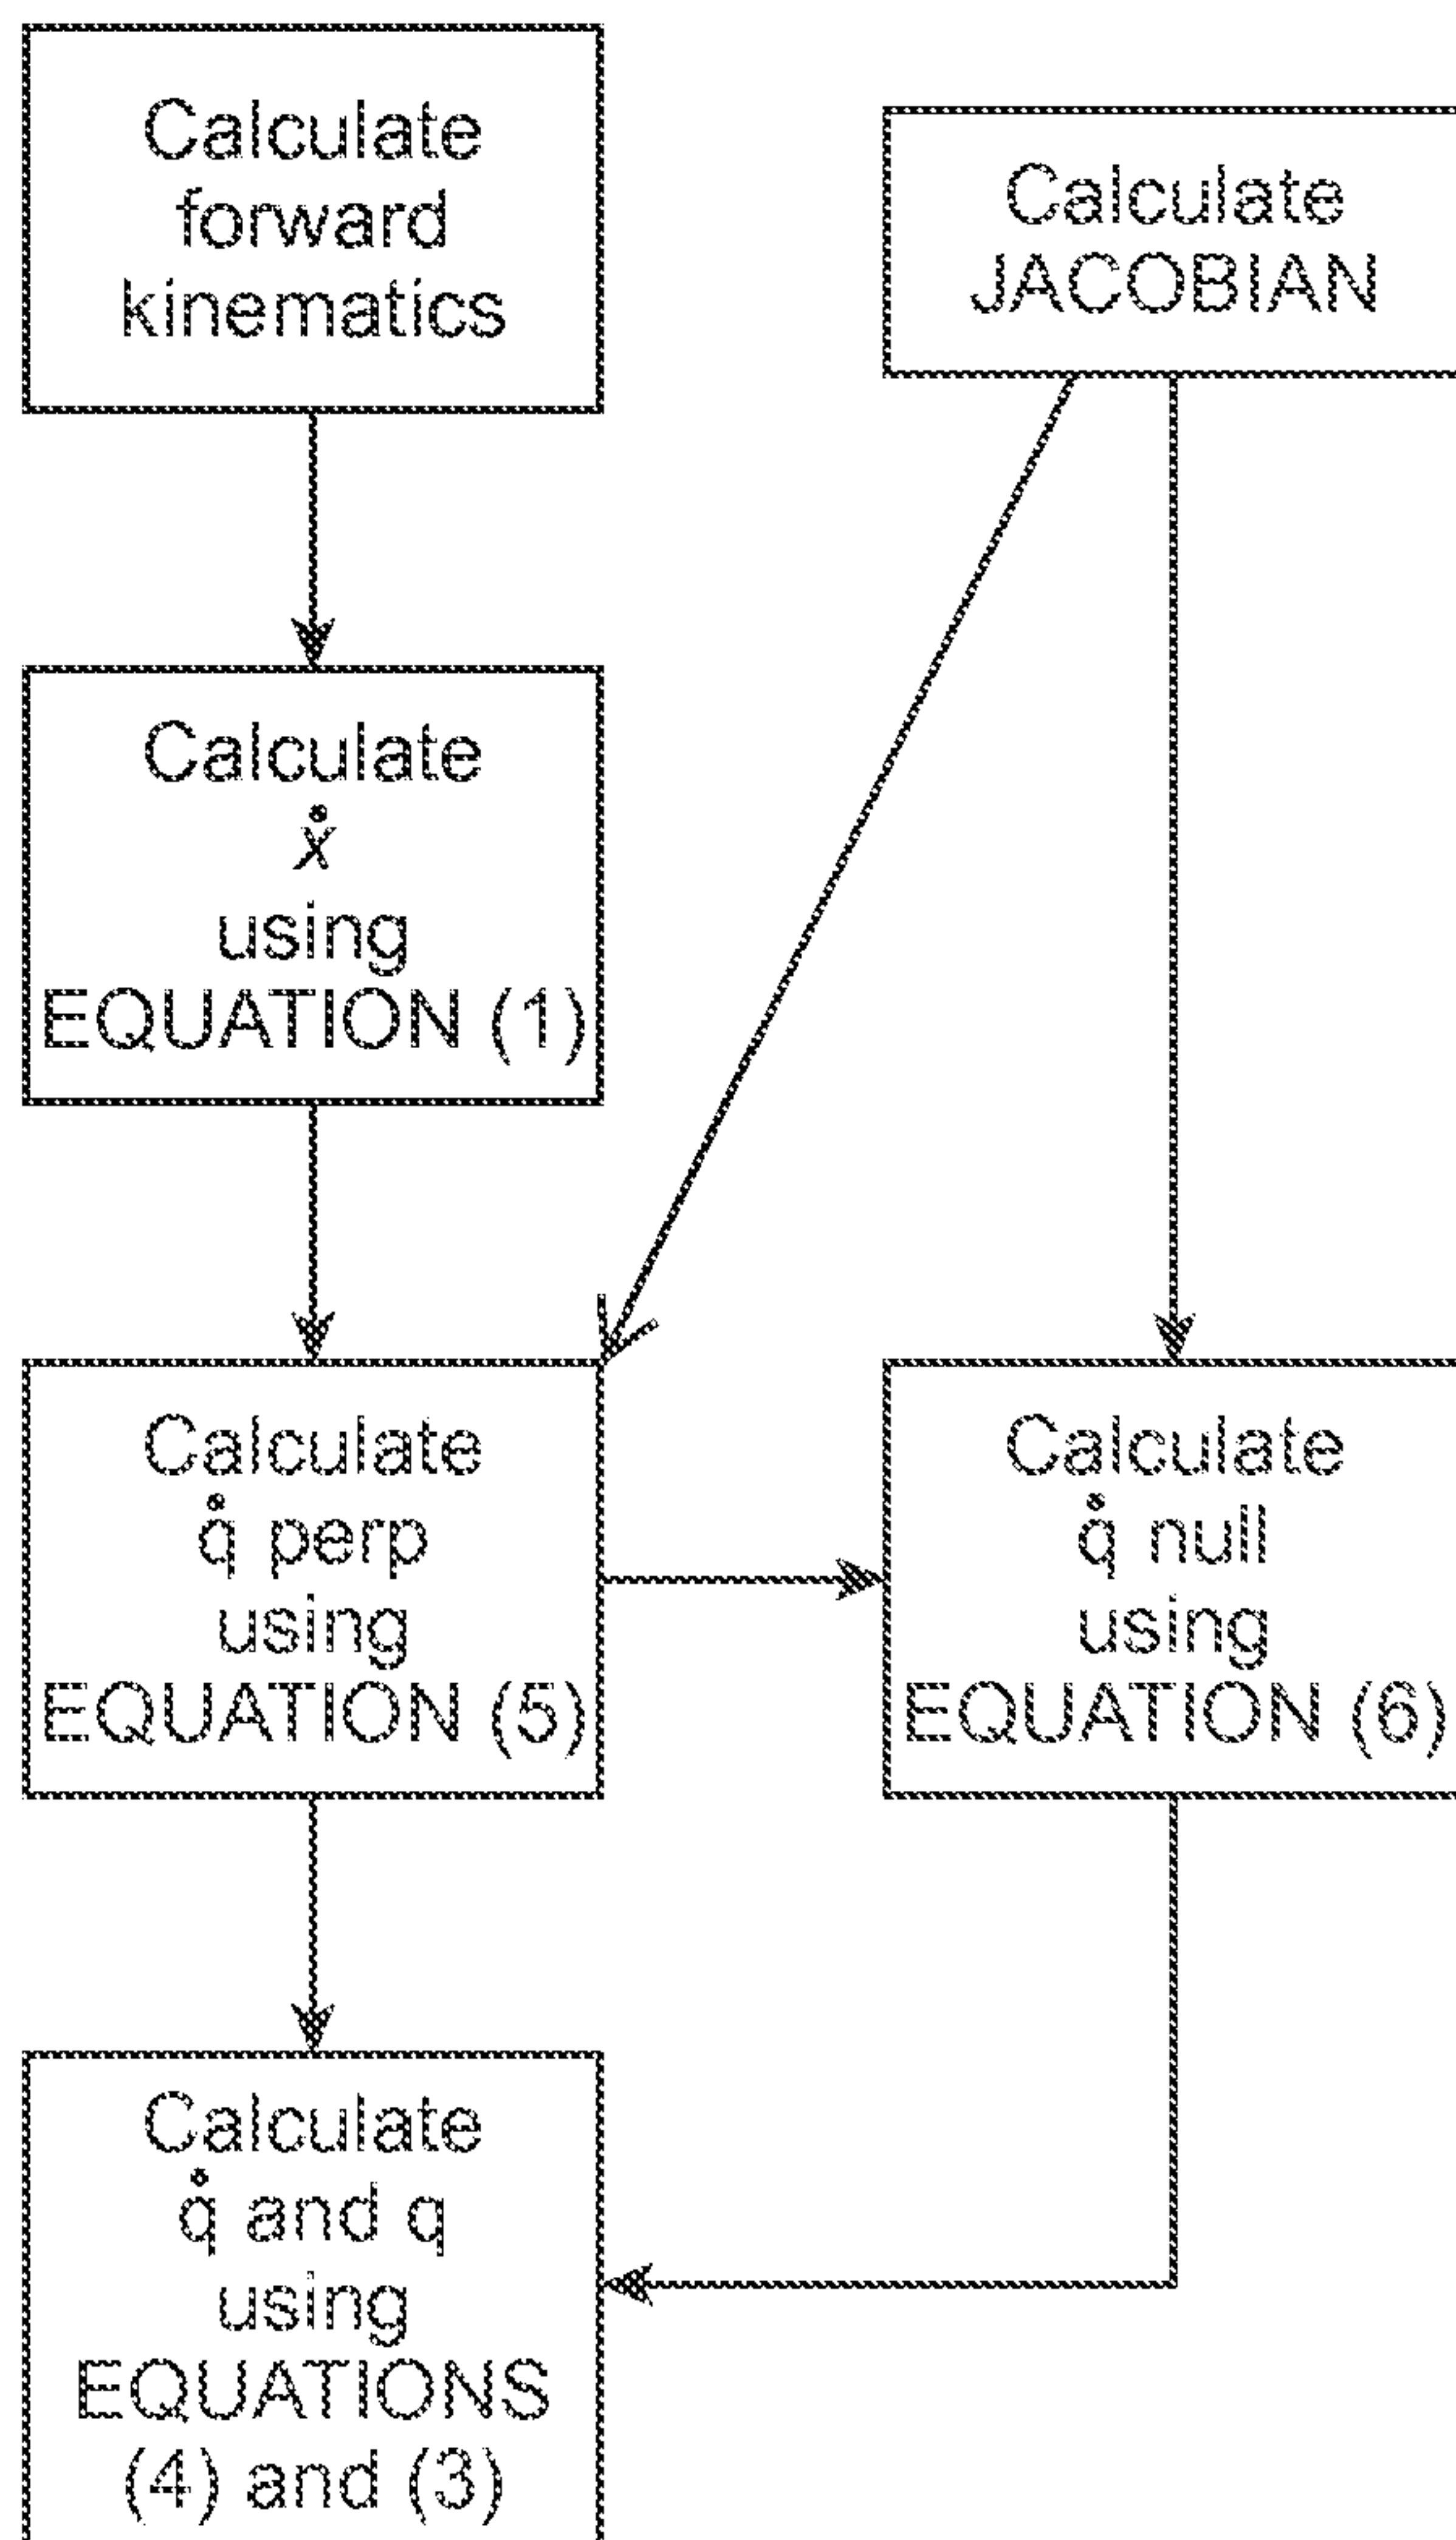 Calculate
forward
kinematics
Calculate
JACOBIAN
Calculate
ẋ
using
EQUATION (1)
Calculate
q̇ perp
using
EQUATION (5)
Calculate
q̇ null
using
EQUATION (6)
Calculate
q̇ and q
using
EQUATIONS
(4) and (3)